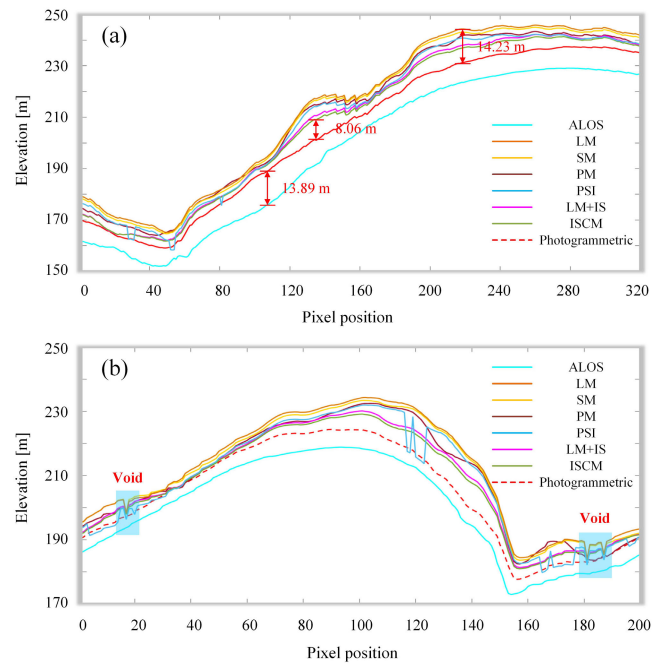 (a)
Elevation [m]
250
230
210
190
170
150
14.23 m
8.06 m
13.89 m
ALOS
LM
SM
PM
PSI
LM+IS
ISCM
Photogrammetric
0 40 80 120 160 200 240 280 320
Pixel position
(b)
Elevation [m]
250
230
210
190
170
Void
Void
ALOS
LM
SM
PM
PSI
LM+IS
ISCM
Photogrammetric
0 20 40 60 80 100 120 140 160 180 200
Pixel position